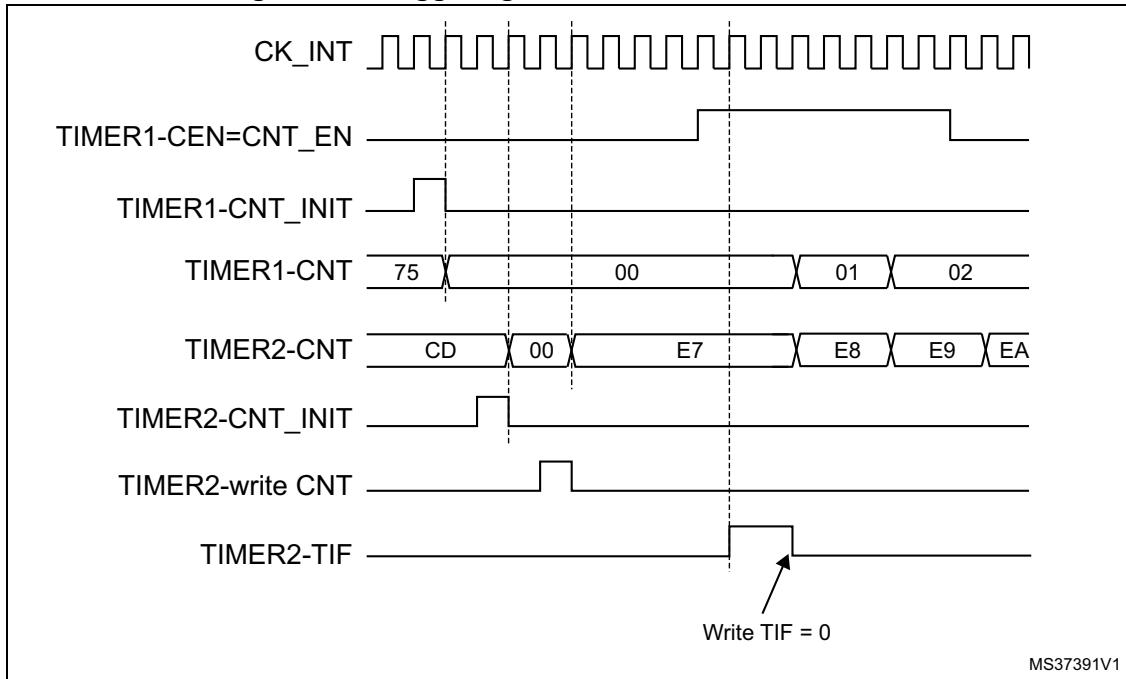 CK_INT
TIMER1-CEN=CNT_EN
TIMER1-CNT_INIT
TIMER1-CNT 75 00 01 02
TIMER2-CNT CD 00 E7 E8 E9 EA
TIMER2-CNT_INIT
TIMER2-write CNT
TIMER2-TIF
Write TIF = 0
MS37391V1